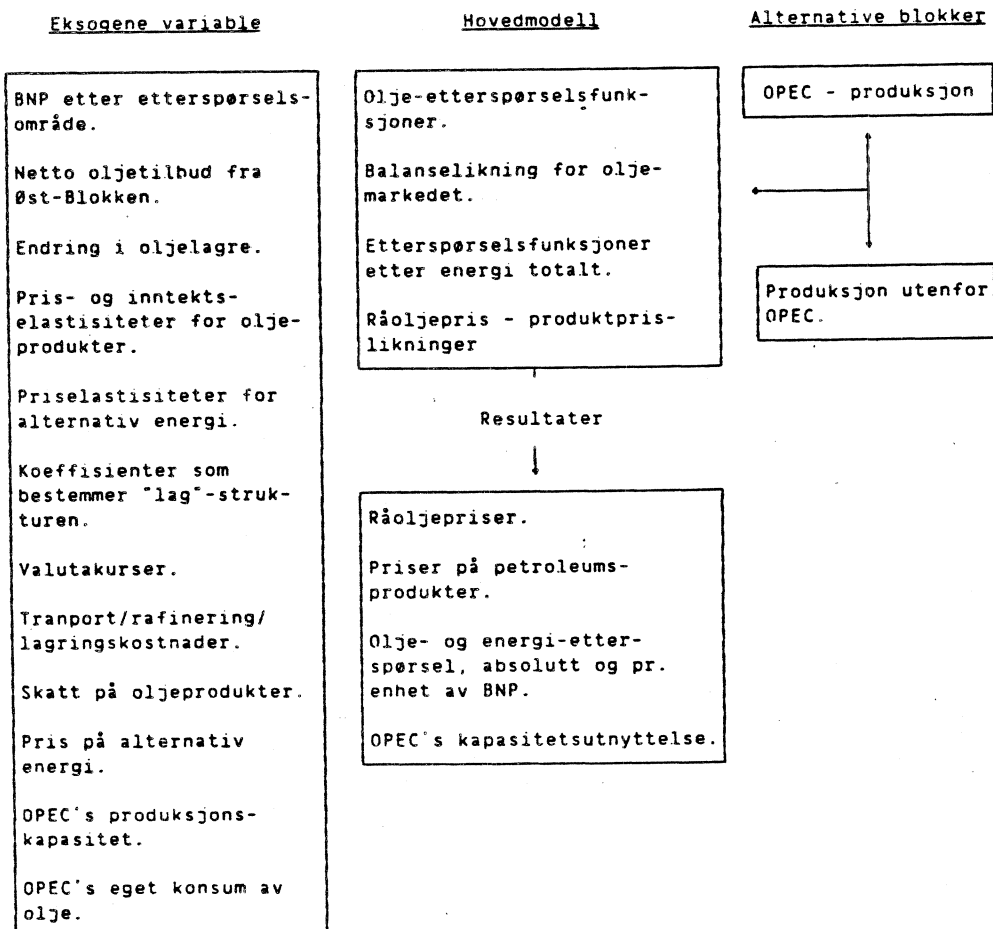 Eksogene variable
Hovedmodell
Alternative blokker
BNP etter etterspørsels-
område.
Netto oljetilbud fra
Øst-Blokken.
Endring i oljelagre.
Pris- og inntekts-
elastisiteter for olje-
produkter.
Priselastisiteter for
alternativ energi.
Koeffisienter som
bestemmer "lag"-struk-
turen.
Valutakurser.
Tranport/rafinering/
lagringskostnader.
Skatt på oljeprodukter.
Pris på alternativ
energi.
OPEC's produksjons-
kapasitet.
OPEC's eget konsum av
olje.
Olje-etterspørselsfunk-
sjoner.
Balanselikning for olje-
markedet.
Etterspørselsfunksjoner
etter energi totalt.
Råoljepris - produktpris-
likninger
Resultater
Råoljepriser.
Priser på petroleums-
produkter.
Olje- og energi-etter-
spørsel, absolutt og pr.
enhet av BNP.
OPEC's kapasitetsutnyttelse.
OPEC - produksjon
Produksjon utenfor
OPEC.